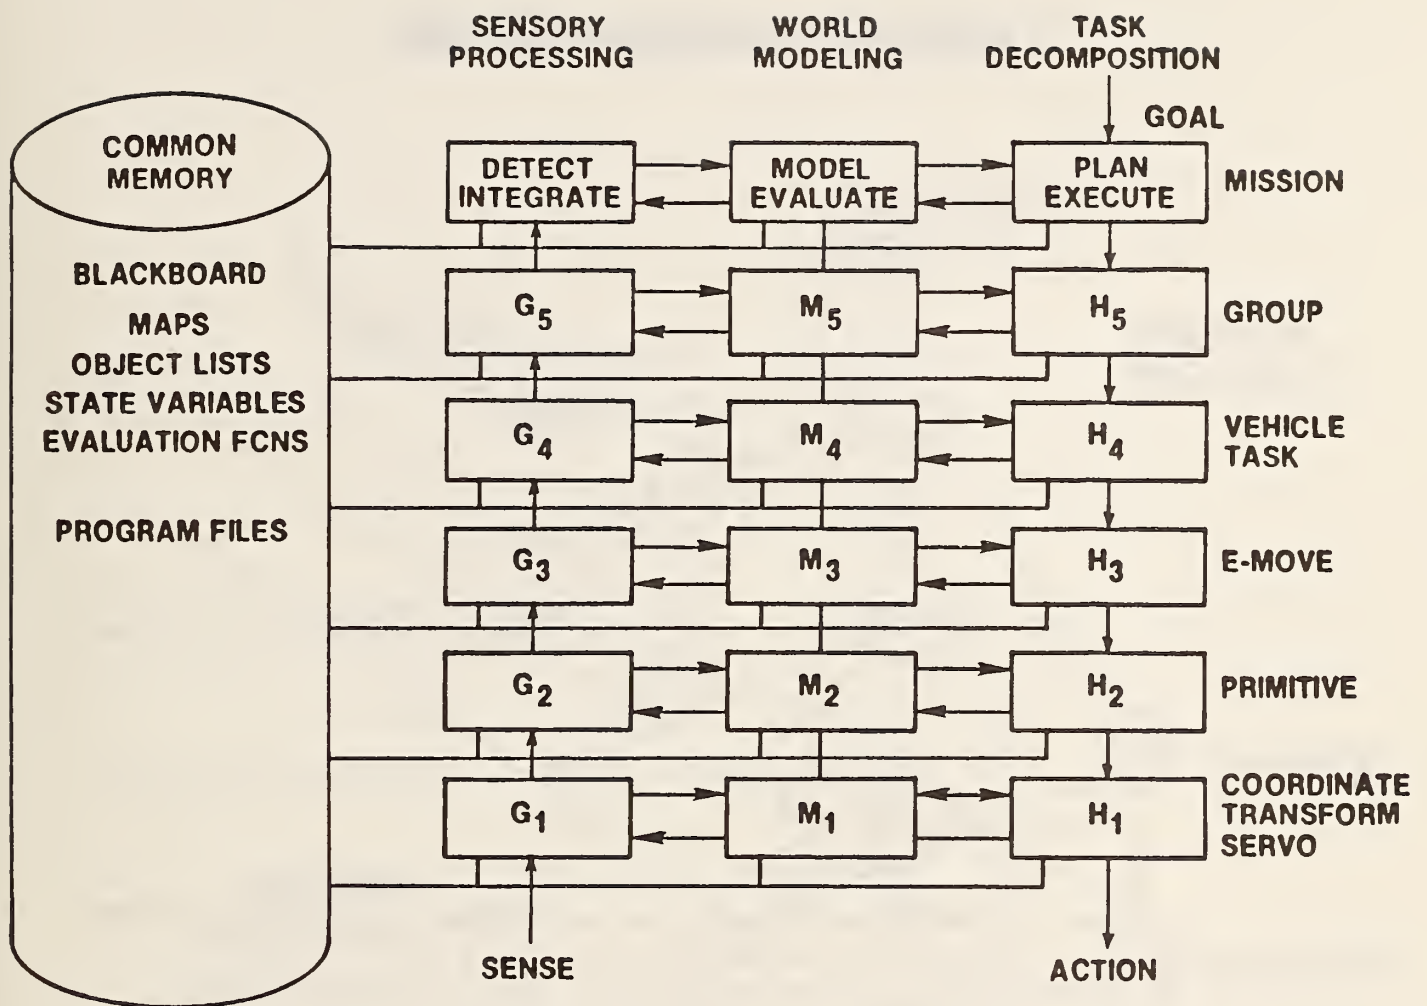 SENSORY
PROCESSING
WORLD
MODELING
TASK
DECOMPOSITION
GOAL
COMMON
MEMORY
BLACKBOARD
MAPS
OBJECT LISTS
STATE VARIABLES
EVALUATION FCNS
PROGRAM FILES
DETECT
INTEGRATE
MODEL
EVALUATE
PLAN
EXECUTE
MISSION
G5
M5
H5
GROUP
G4
M4
H4
VEHICLE
TASK
G3
M3
H3
E-MOVE
G2
M2
H2
PRIMITIVE
G1
M1
H1
COORDINATE
TRANSFORM
SERVO
SENSE
ACTION